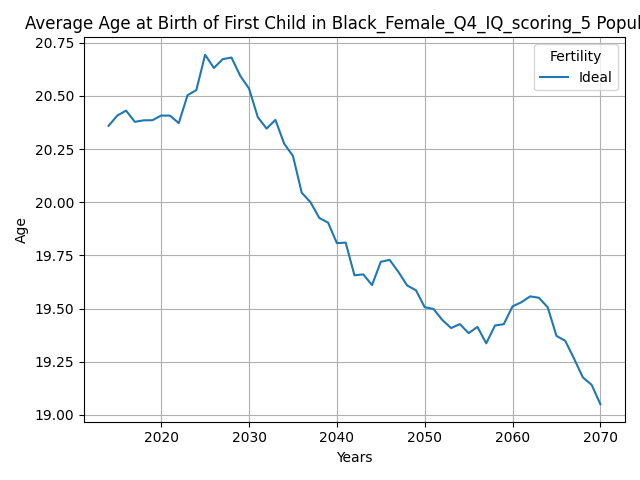 Average Age at Birth of First Child in Black_Female_Q4_IQ_scoring_5 Popul
Fertility
Ideal
20.75
20.50
20.25
20.00
19.75
19.50
19.25
19.00
Age
2020 2030 2040 2050 2060 2070
Years